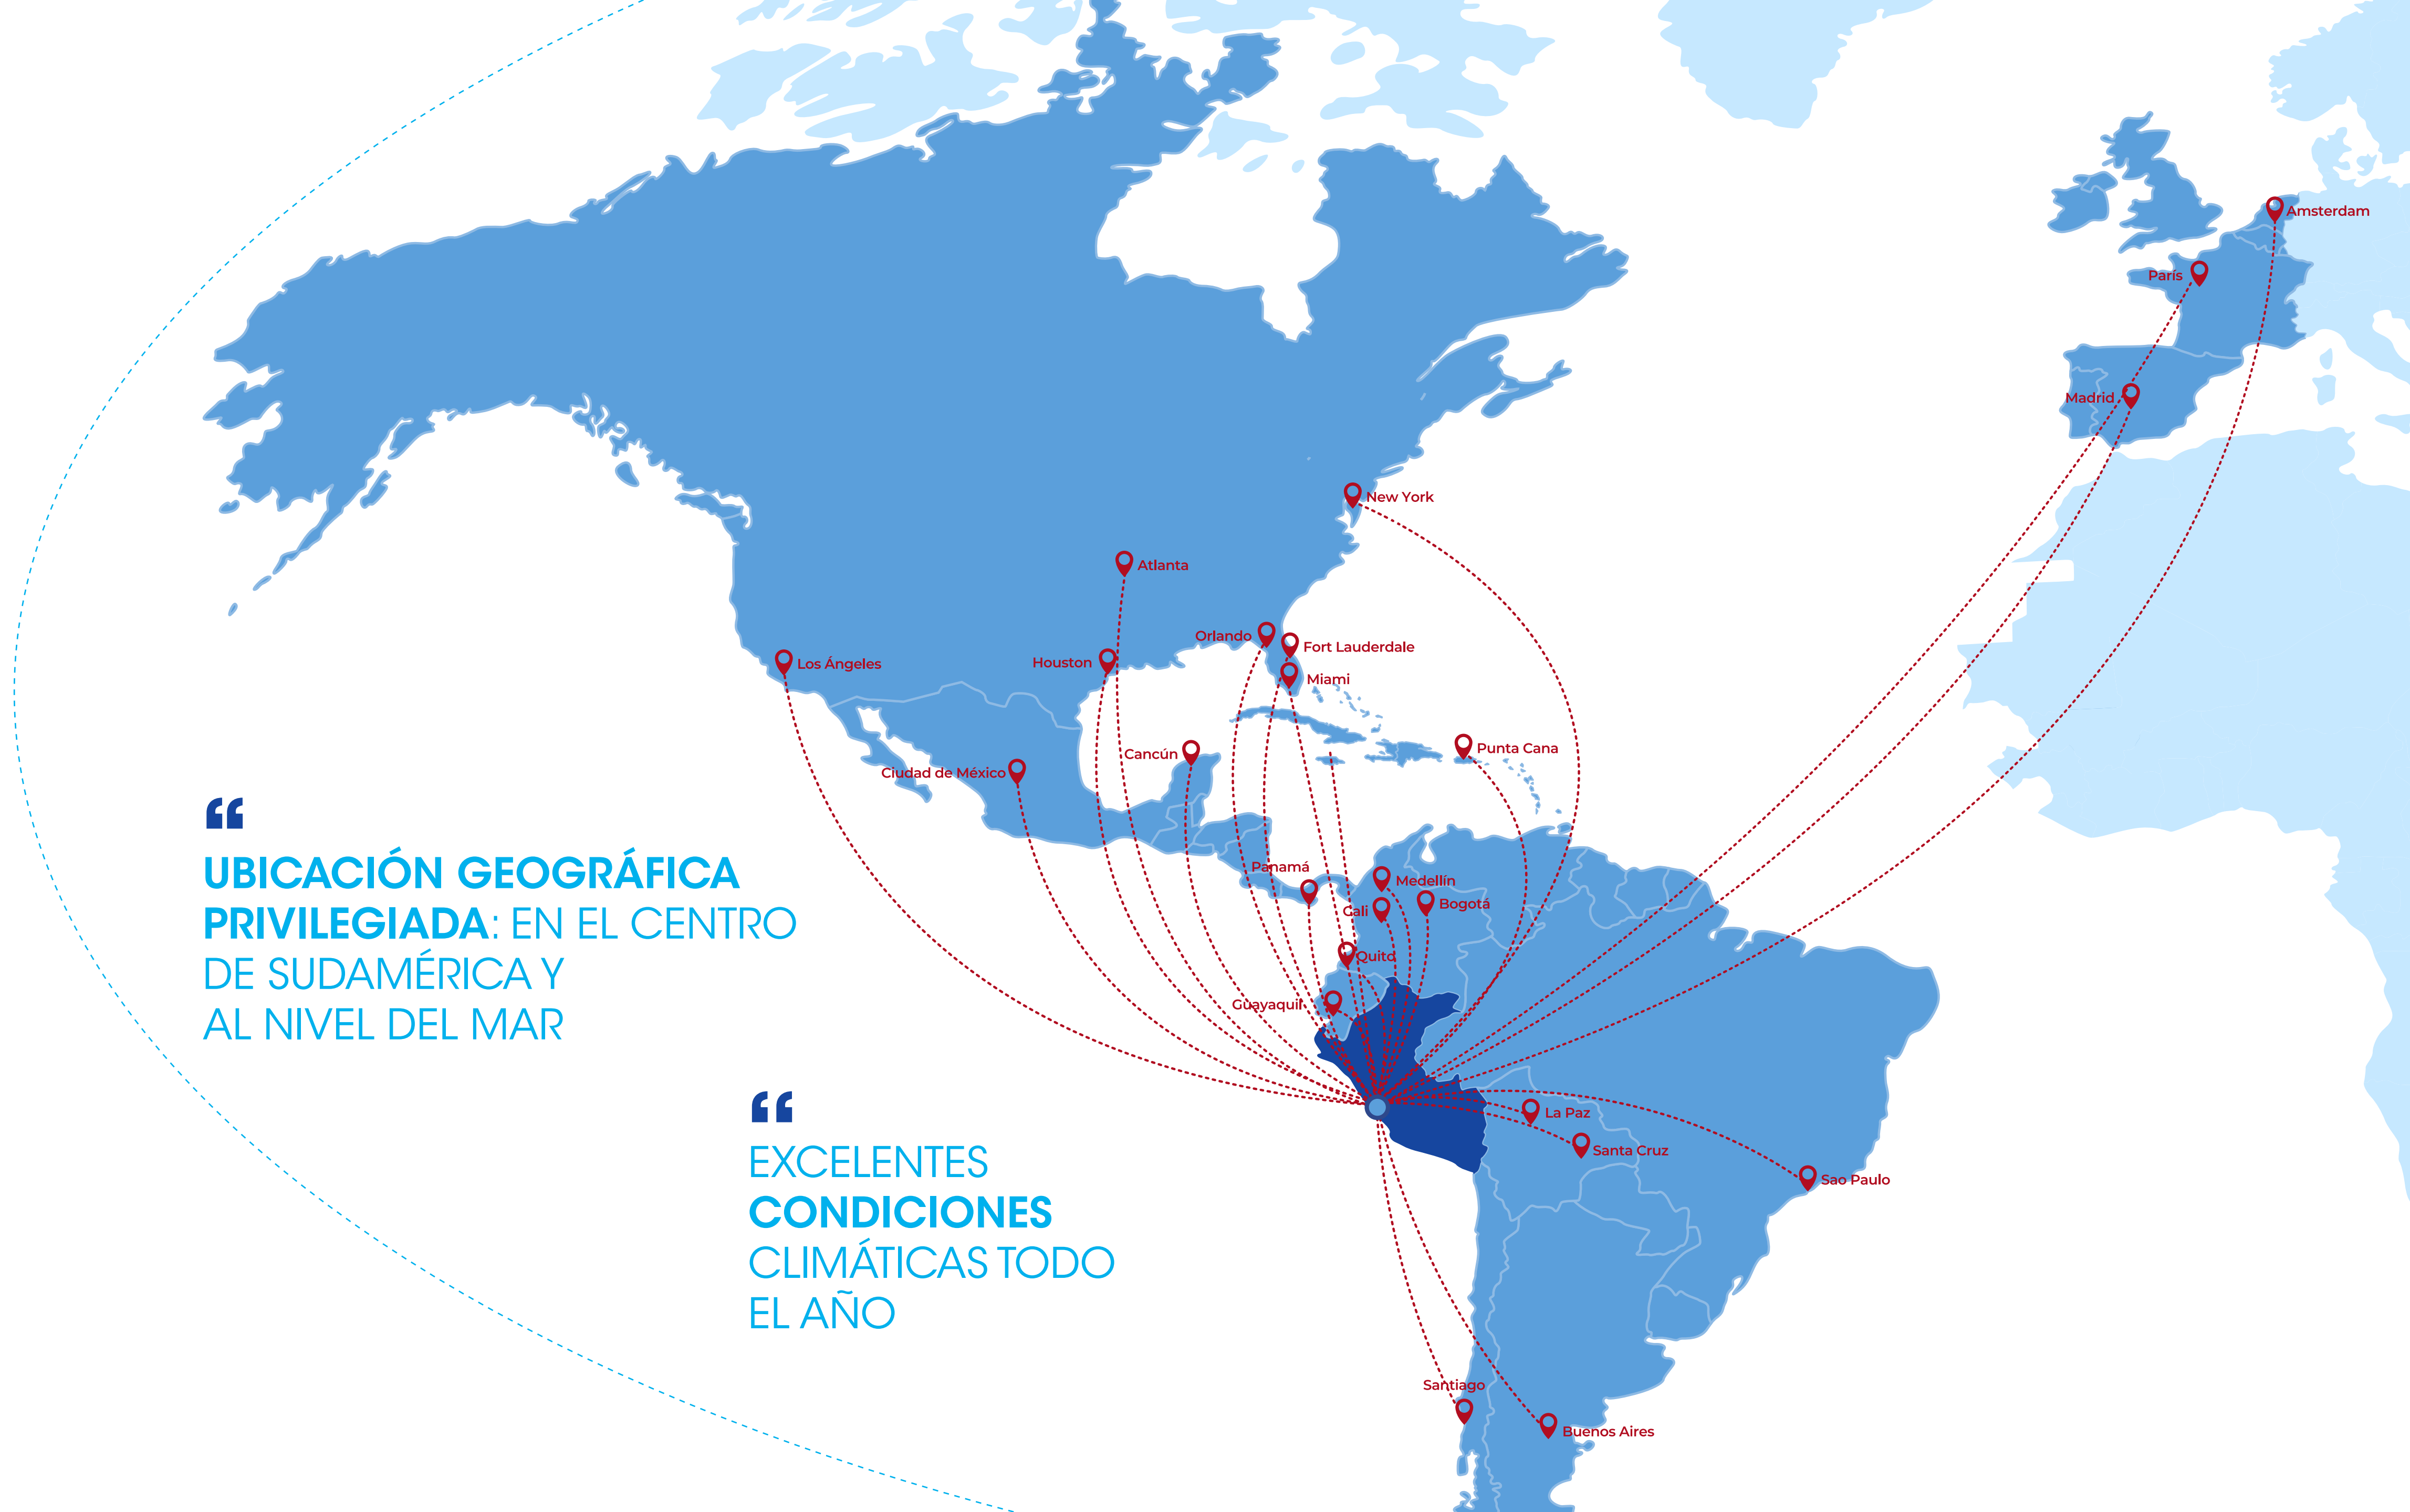 Amsterdam
París
Madrid
New York
Atlanta
Orlando
Fort Lauderdale
Los Ángeles
Houston
Miami
Cancún
Punta Cana
Ciudad de México
Panamá
Medellín
Cali
Bogotá
Quito
Guayaquil
“
UBICACIÓN GEOGRÁFICA
PRIVILEGIADA: EN EL CENTRO
DE SUDAMÉRICA Y
AL NIVEL DEL MAR
“
EXCELENTES
CONDICIONES
CLIMÁTICAS TODO
EL AÑO
La Paz
Santa Cruz
Sao Paulo
Santiago
Buenos Aires